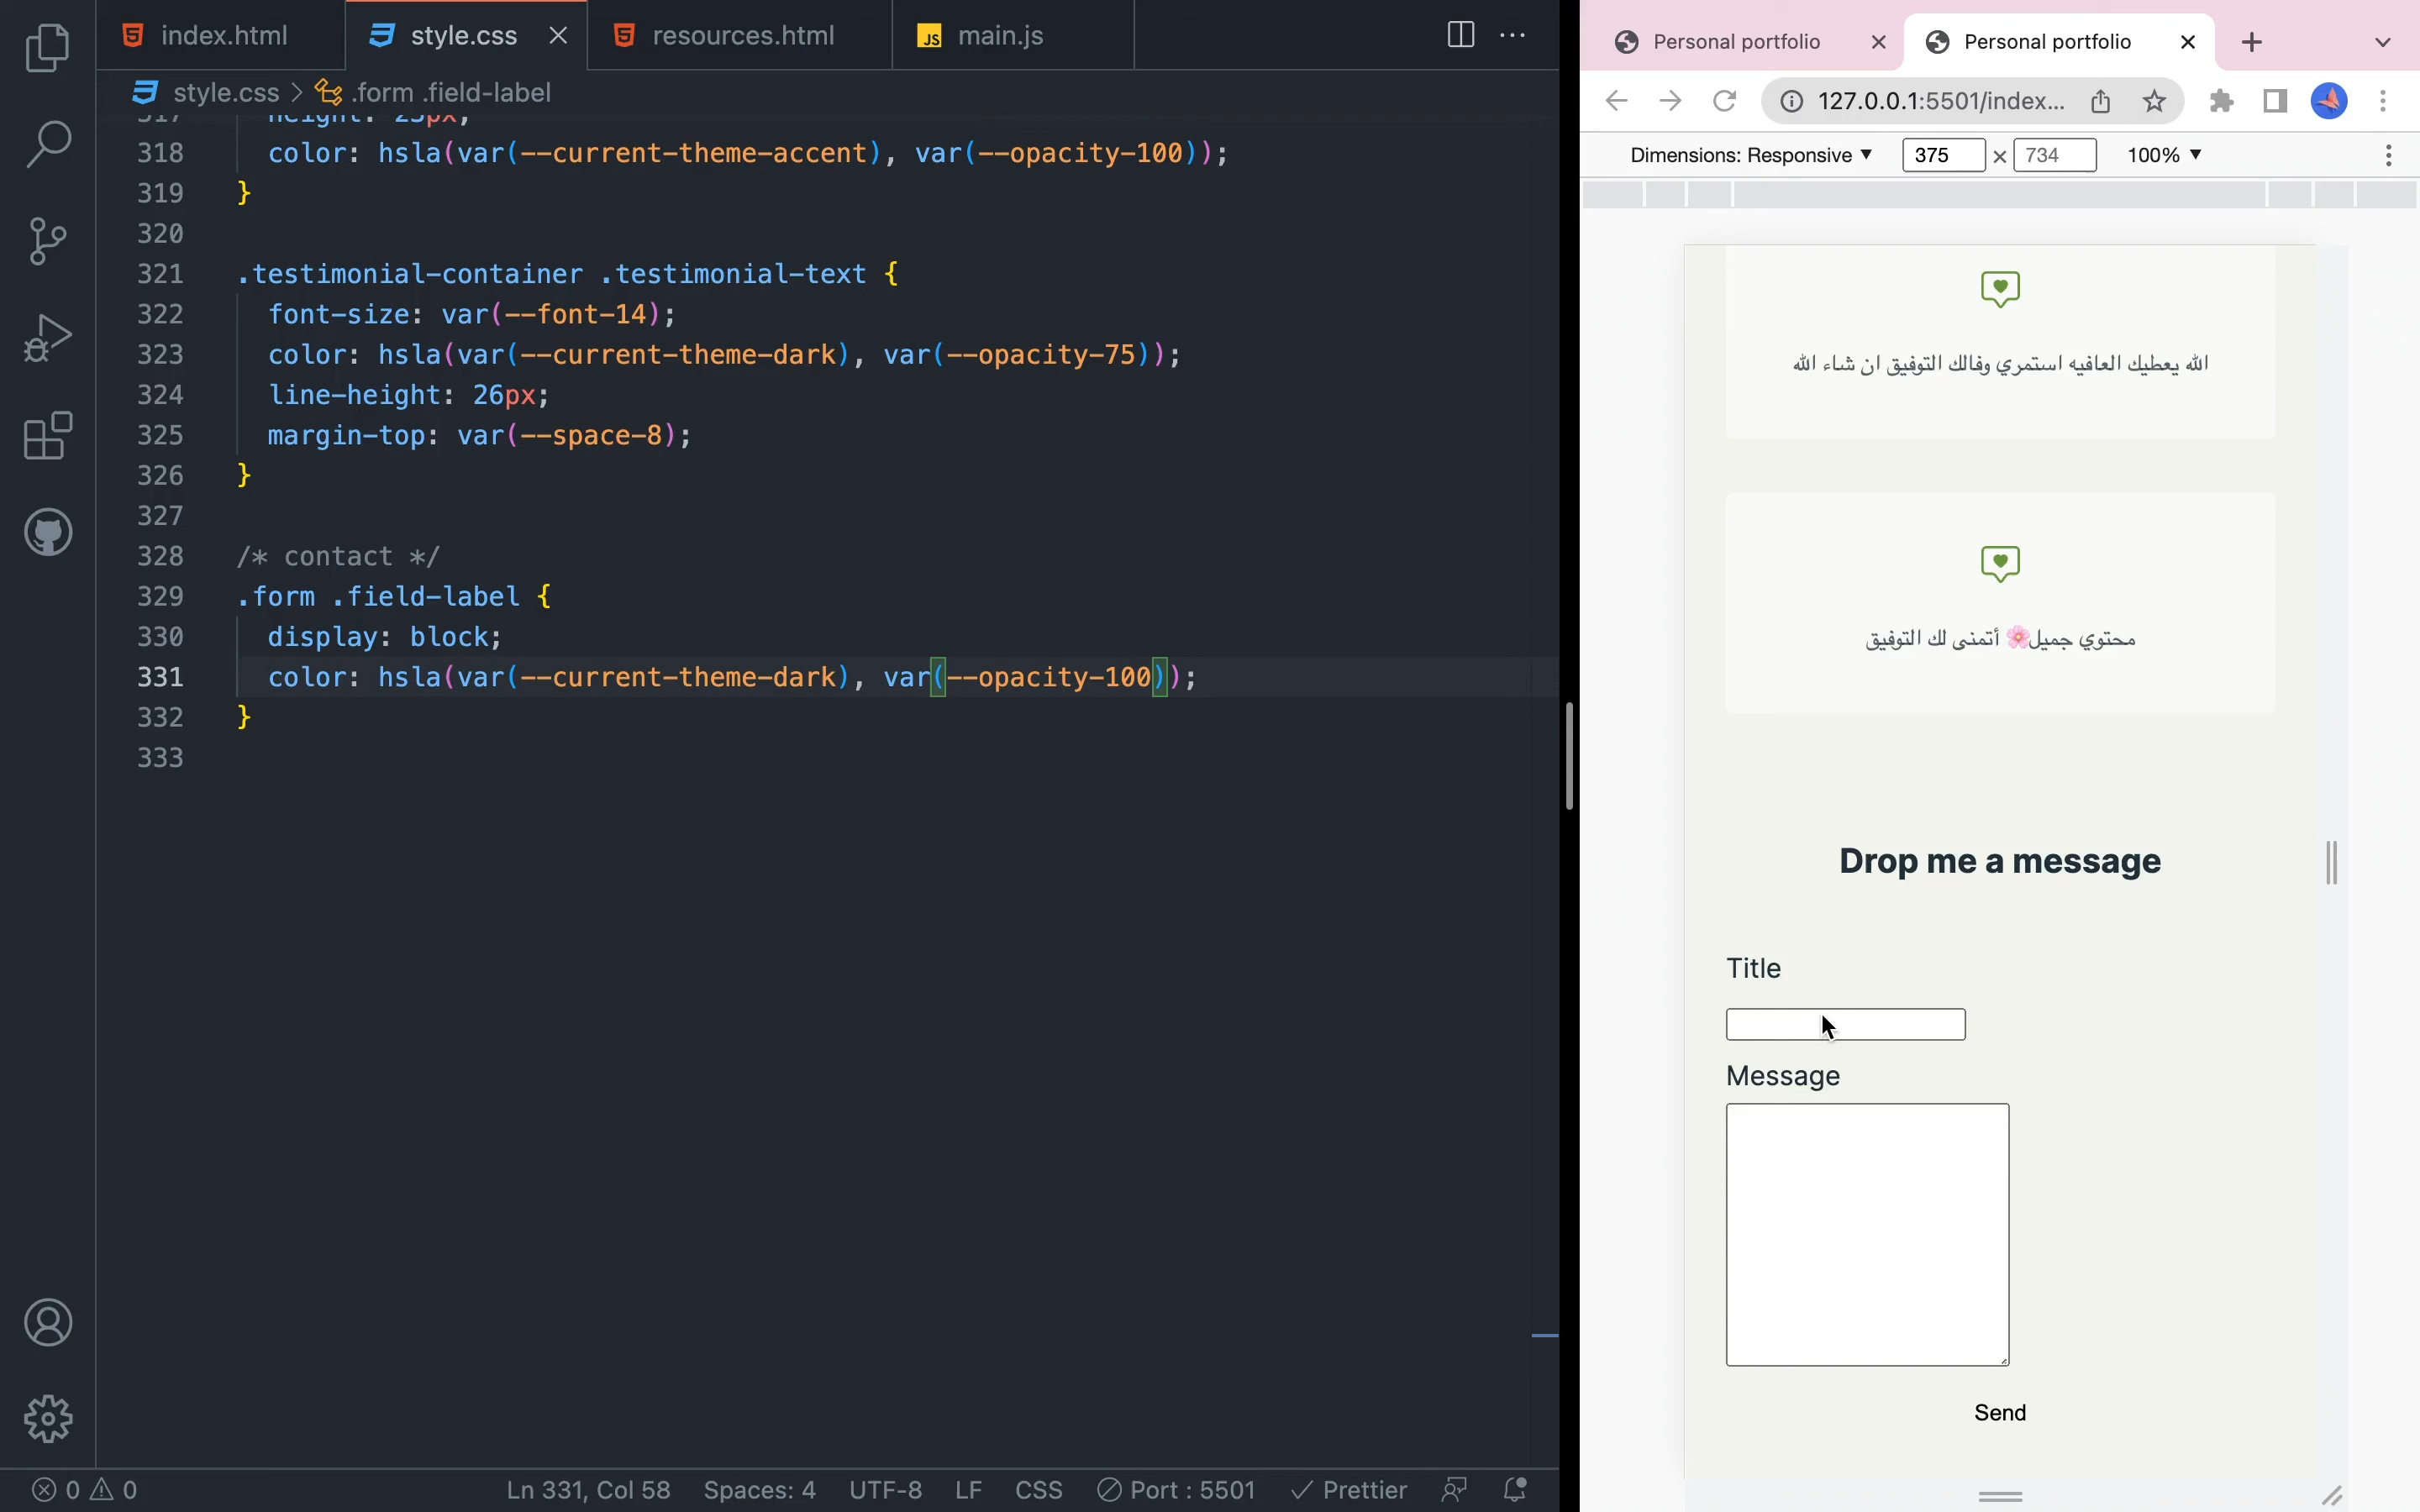 index.html
style.css
resources.html
JS main.js
style.css > .form .field-label
318 color: hsla(var(--current-theme-accent), var(--opacity-100));
319 }
320
321 .testimonial-container .testimonial-text {
322 font-size: var(--font-14);
323 color: hsla(var(--current-theme-dark), var(--opacity-75));
324 line-height: 26px;
325 margin-top: var(--space-8);
326 }
327
328 /* contact */
329 .form .field-label {
330 display: block;
331 color: hsla(var(--current-theme-dark), var(--opacity-100));
332 }
333
0 0
Ln 331, Col 58
Spaces: 4
UTF-8
LF
CSS
Port : 5501
Prettier
Personal portfolio
Personal portfolio
127.0.0.1:5501/index...
Dimensions: Responsive
375 × 734
100%
الله يعطيك العافيه استمري وفالك التوفيق ان شاء الله
محتوي جميل🌸 أتمنى لك التوفيق
Drop me a message
Title
Message
Send